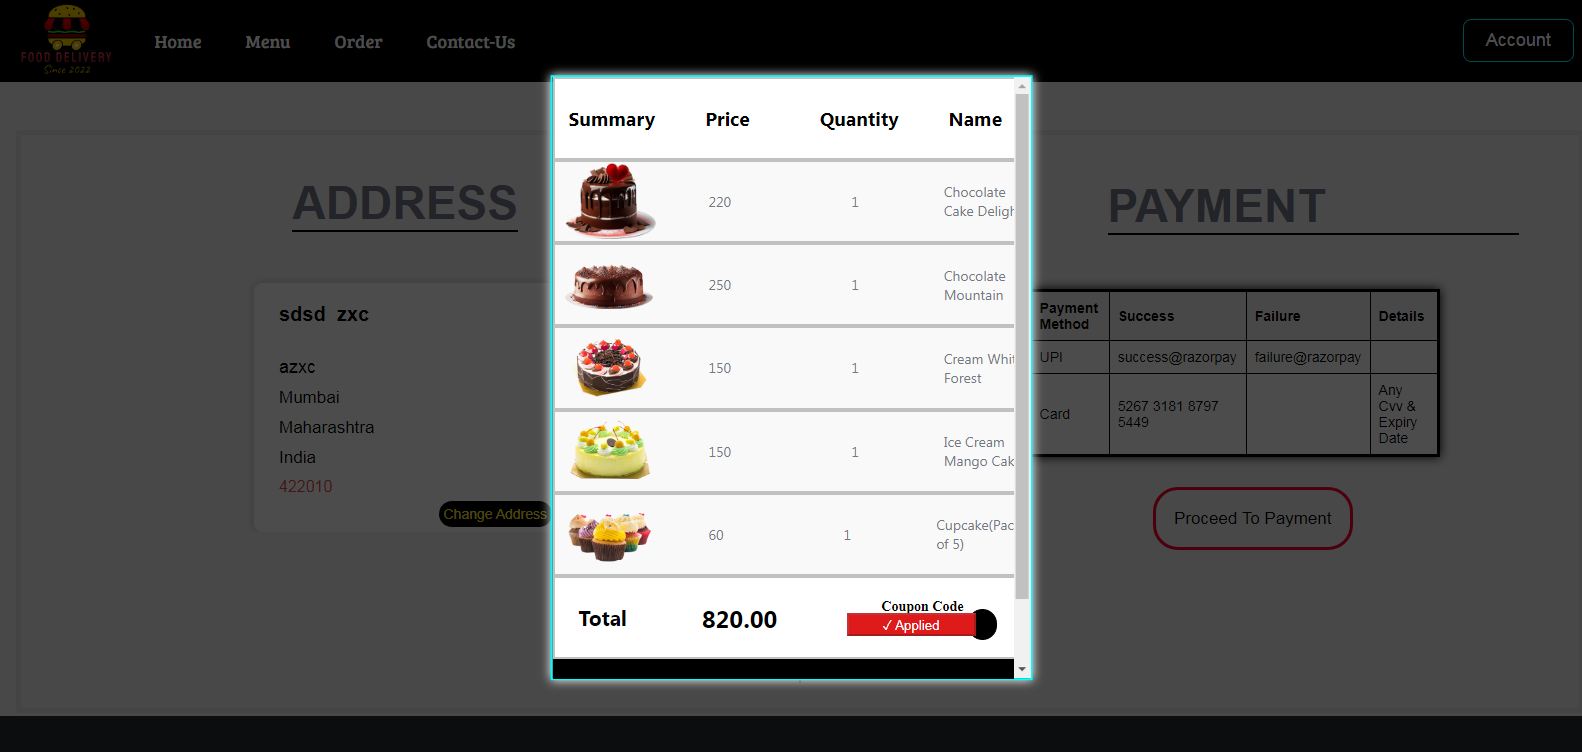 FOOD DELIVERY
Since 2022
Home Menu Order Contact-Us
Account
ADDRESS
sdsd zxc
azxc
Mumbai
Maharashtra
India
422010
Change Address
Summary Price Quantity Name
220 1 Chocolate
Cake Deligh
250 1 Chocolate
Mountain
150 1 Cream Whit
Forest
150 1 Ice Cream
Mango Cak
60 1 Cupcake(Pac
of 5)
Total 820.00
Coupon Code
✓ Applied
PAYMENT
Payment
Method Success Failure Details
UPI success@razorpay failure@razorpay
Card 5267 3181 8797
5449
Any
Cvv &
Expiry
Date
Proceed To Payment